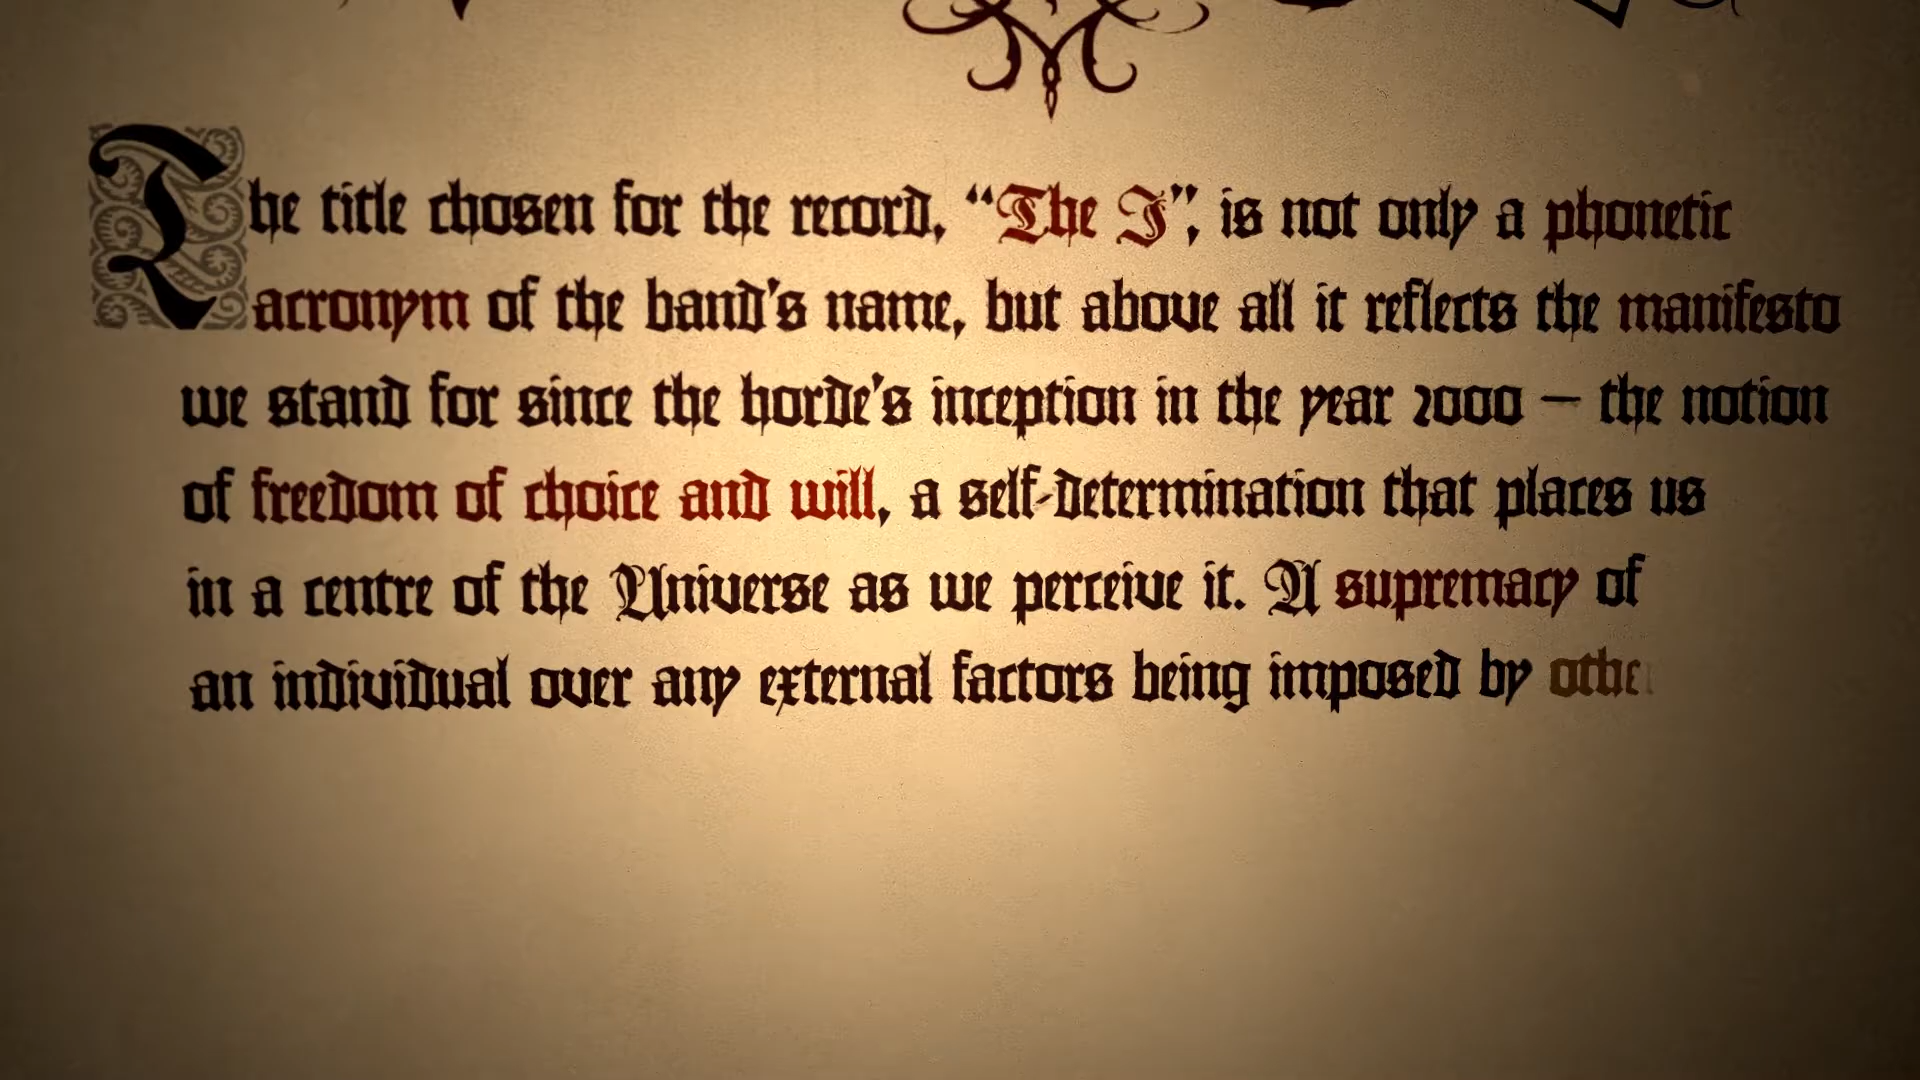 The title chosen for the record, “The I”, is not only a phonetic
acronym of the band’s name, but above all it reflects the manifesto
we stand for since the horde’s inception in the year 2000 – the notion
of freedom of choice and will, a self-determination that places us
in a centre of the Universe as we perceive it. A supremacy of
an individual over any external factors being imposed by